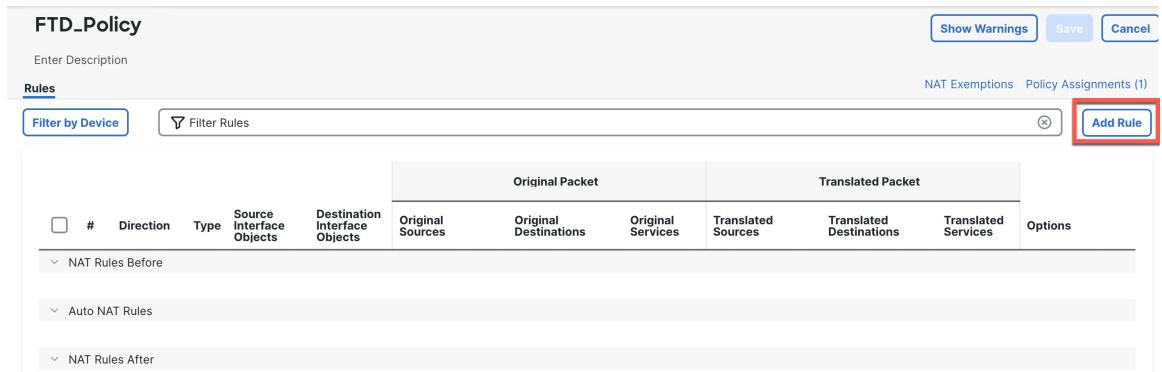 FTD_Policy
Show Warnings
Save
Cancel
Enter Description
Rules
NAT Exemptions
Policy Assignments (1)
Filter by Device
Filter Rules
Add Rule
Original Packet
Translated Packet
#
Direction
Type
Source
Interface
Objects
Destination
Interface
Objects
Original
Sources
Original
Destinations
Original
Services
Translated
Sources
Translated
Destinations
Translated
Services
Options
NAT Rules Before
Auto NAT Rules
NAT Rules After